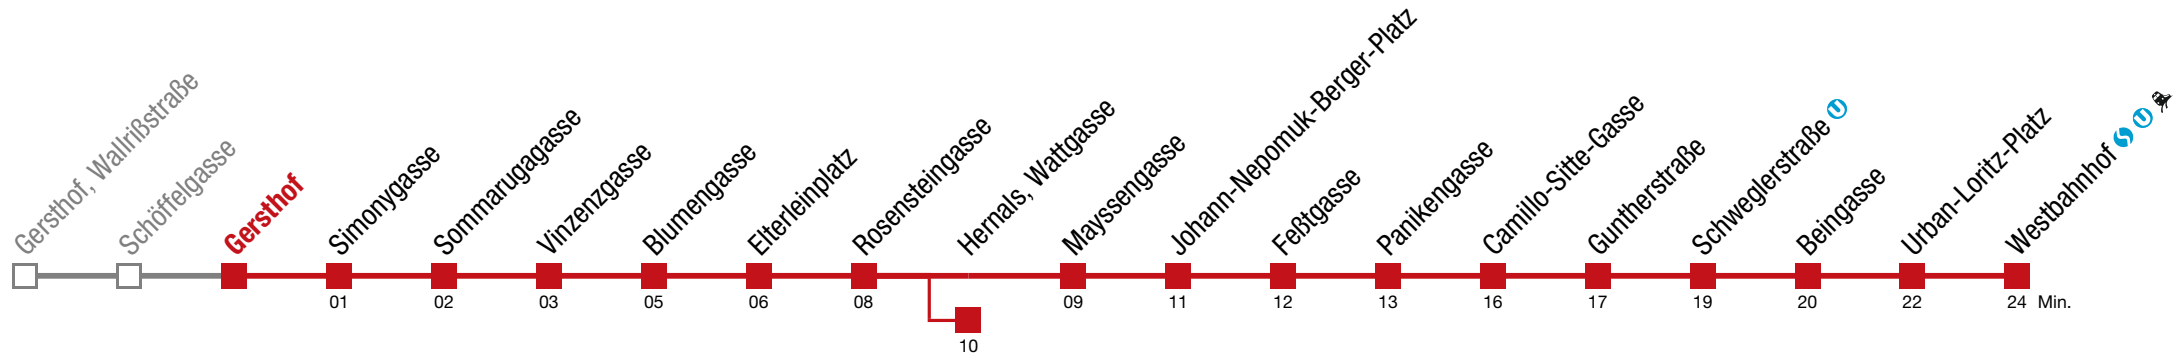 Gersthof, Wallrißstraße
Schöffelgasse
Gersthof
Simonygasse
Sommarugagasse
Vinzenzgasse
Blumengasse
Elterleinplatz
Rosensteingasse
Hernals, Wattgasse
Mayssengasse
Johann-Nepomuk-Berger-Platz
Feßtgasse
Panikengasse
Camillo-Sitte-Gasse
Guntherstraße
Schweglerstraße U
Beingasse
Urban-Loritz-Platz
Westbahnhof S U
01 02 03 05 06 08 09 11 12 13 16 17 19 20 22 24 Min.
10